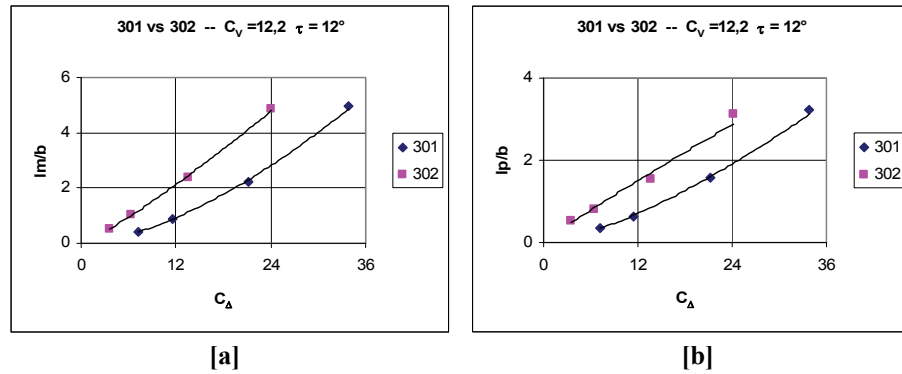 301 vs 302 -- C_V =12,2 τ = 12°
lm/b
6
4
2
0
0 12 24 36
C_Δ
301
302
[a]
301 vs 302 -- C_V =12,2 τ = 12°
lp/b
4
2
0
0 12 24 36
C_Δ
301
302
[b]